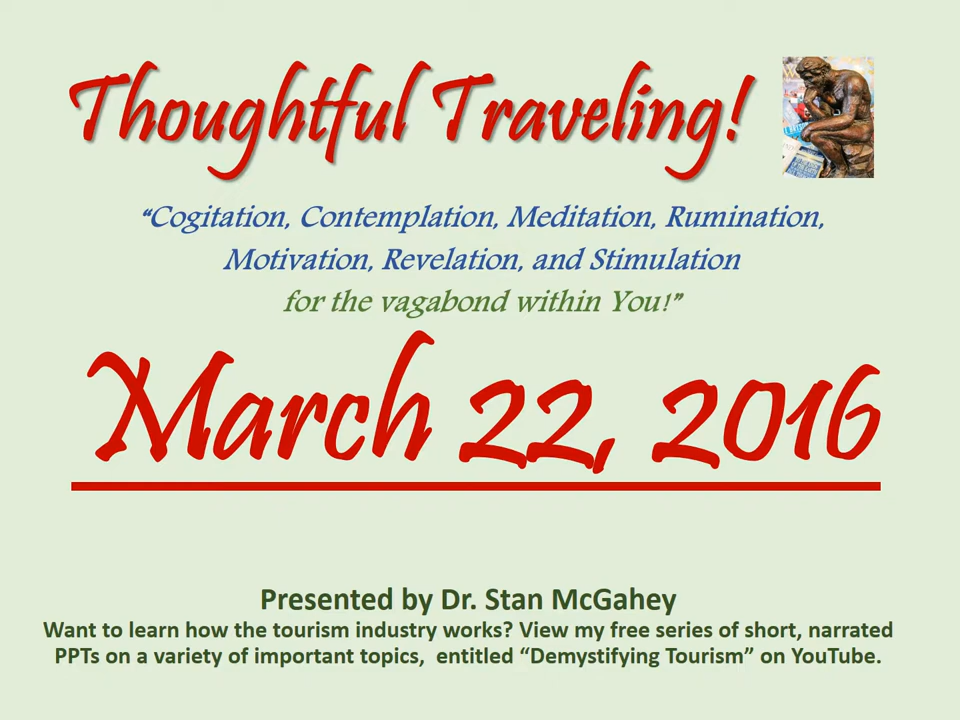 Thoughtful Traveling!
“Cogitation, Contemplation, Meditation, Rumination,
Motivation, Revelation, and Stimulation
for the vagabond within You!”
March 22, 2016
Presented by Dr. Stan McGahey
Want to learn how the tourism industry works? View my free series of short, narrated
PPTs on a variety of important topics,  entitled “Demystifying Tourism” on YouTube.